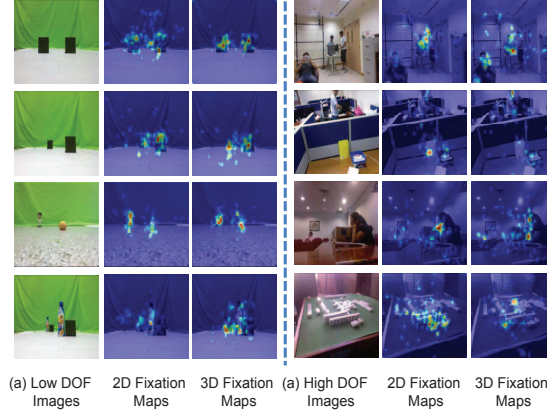 (a) Low DOF Images
2D Fixation Maps
3D Fixation Maps
(a) High DOF Images
2D Fixation Maps
3D Fixation Maps